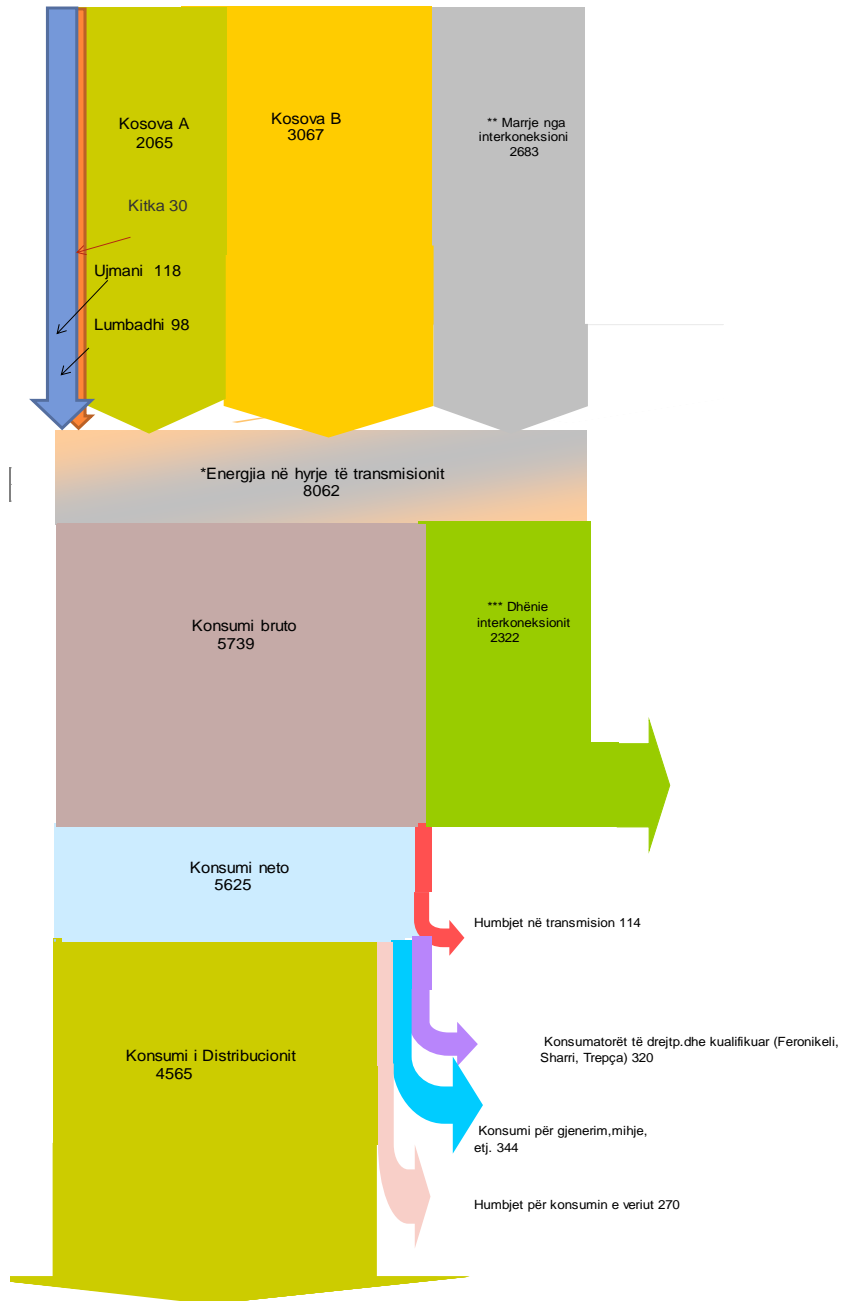 Kosova A
2065
Kosova B
3067
** Marrje nga
interkoneksioni
2683
Kitka 30
Ujmani 118
Lumbadhi 98
*Energjia në hyrje të transmisionit
8062
Konsumi bruto
5739
*** Dhënie
interkoneksionit
2322
Konsumi neto
5625
Humbjet në transmision 114
Konsumatorët të drejtp.dhe kualifikuar (Feronikeli,
Sharri, Trepça) 320
Konsumi i Distribucionit
4565
Konsumi për gjenerim,mihje,
etj. 344
Humbjet për konsumin e veriut 270